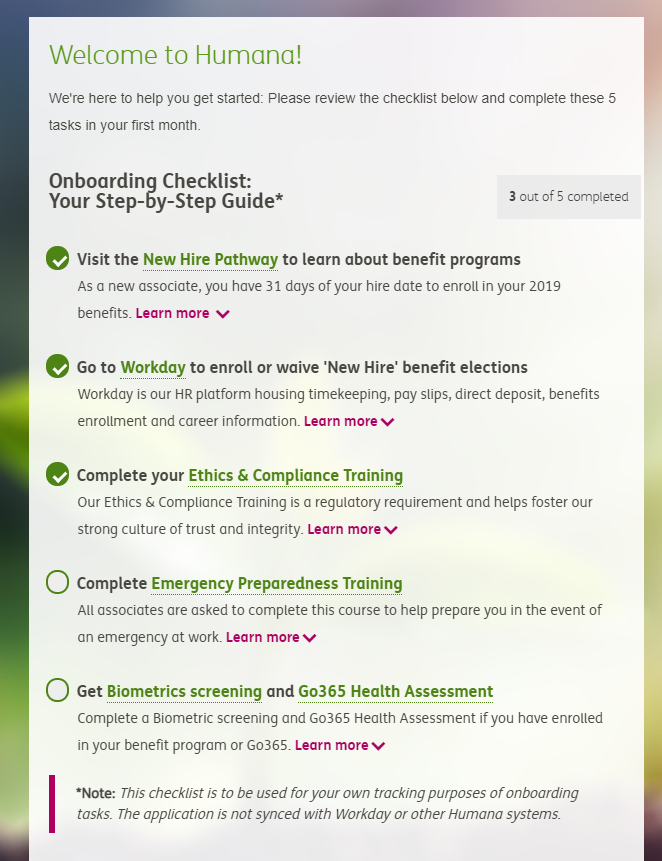 Welcome to Humana!
We're here to help you get started: Please review the checklist below and complete these 5
tasks in your first month.
Onboarding Checklist:
Your Step-by-Step Guide*
3 out of 5 completed
Visit the New Hire Pathway to learn about benefit programs
As a new associate, you have 31 days of your hire date to enroll in your 2019
benefits. Learn more
Go to Workday to enroll or waive 'New Hire' benefit elections
Workday is our HR platform housing timekeeping, pay slips, direct deposit, benefits
enrollment and career information. Learn more
Complete your Ethics & Compliance Training
Our Ethics & Compliance Training is a regulatory requirement and helps foster our
strong culture of trust and integrity. Learn more
Complete Emergency Preparedness Training
All associates are asked to complete this course to help prepare you in the event of
an emergency at work. Learn more
Get Biometrics screening and Go365 Health Assessment
Complete a Biometric screening and Go365 Health Assessment if you have enrolled
in your benefit program or Go365. Learn more
*Note: This checklist is to be used for your own tracking purposes of onboarding
tasks. The application is not synced with Workday or other Humana systems.